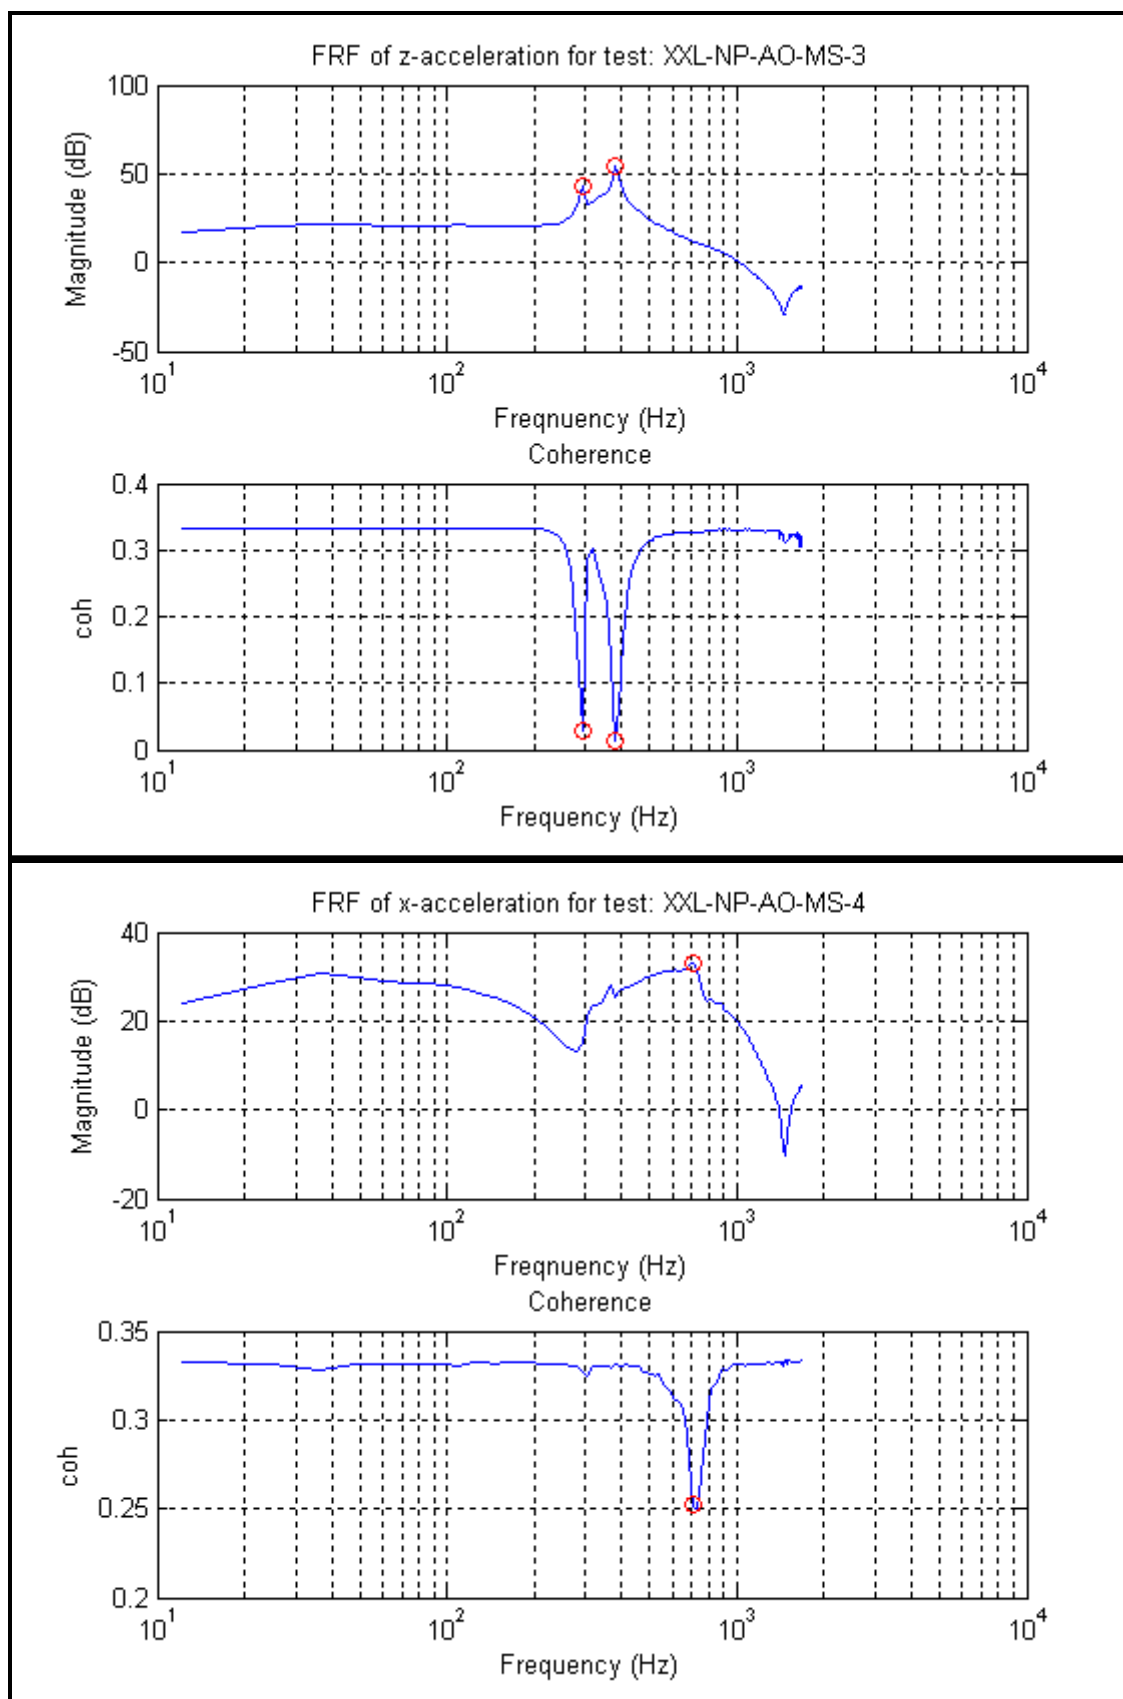 FRF of z-acceleration for test: XXL-NP-AO-MS-3
100
50
0
-50
Magnitude (dB)
10^1 10^2 10^3 10^4
Freqnuency (Hz)
Coherence
0.4
0.3
0.2
0.1
0
coh
10^1 10^2 10^3 10^4
Frequency (Hz)
FRF of x-acceleration for test: XXL-NP-AO-MS-4
40
20
0
-20
Magnitude (dB)
10^1 10^2 10^3 10^4
Freqnuency (Hz)
Coherence
0.35
0.3
0.25
0.2
coh
10^1 10^2 10^3 10^4
Frequency (Hz)